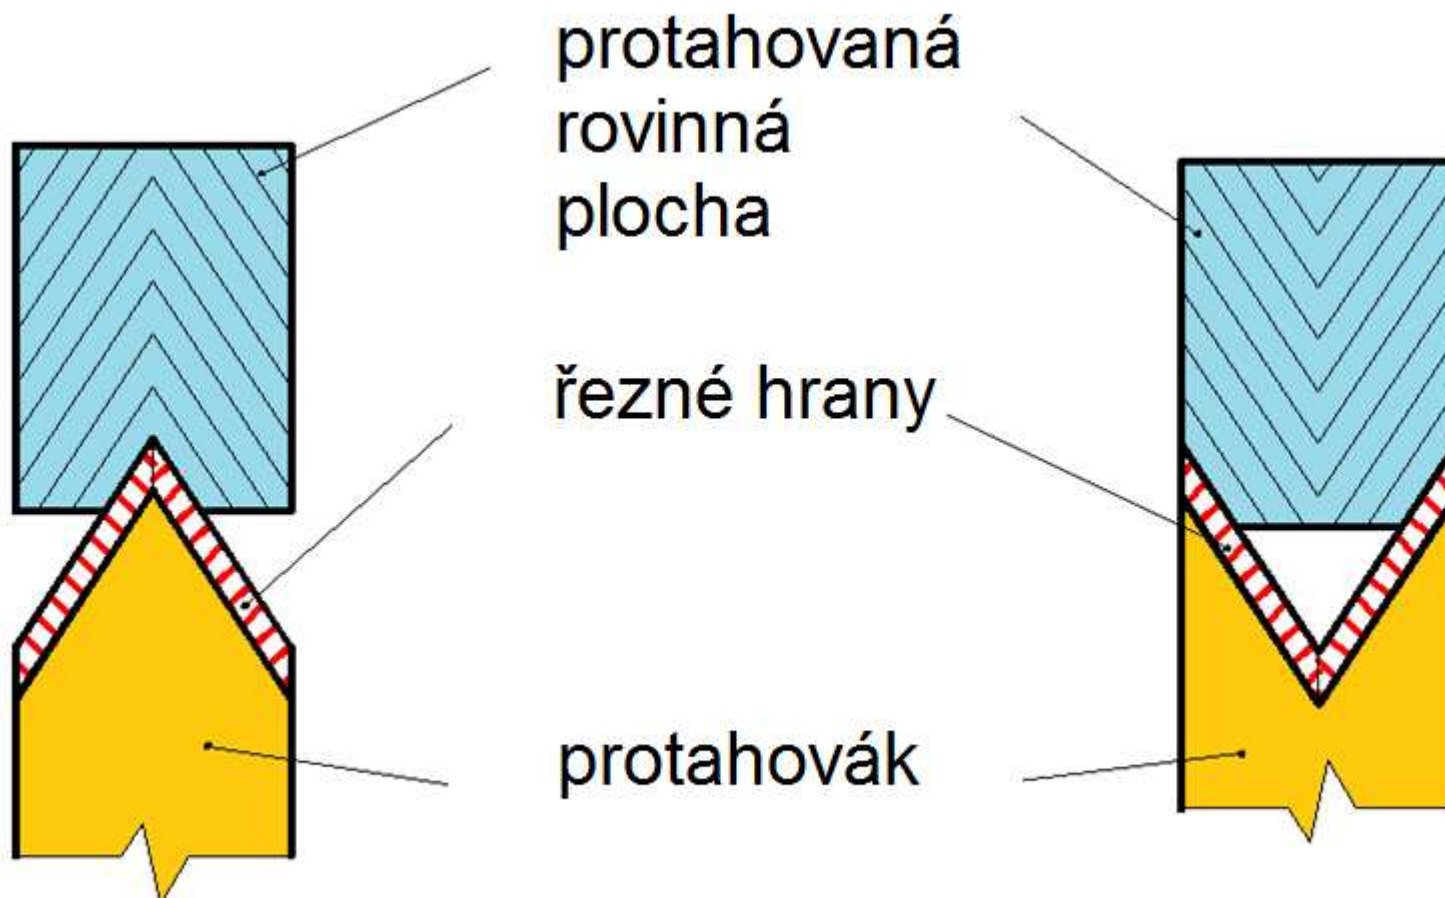 protahovaná
rovinná
plocha
řezné hrany
protahovák